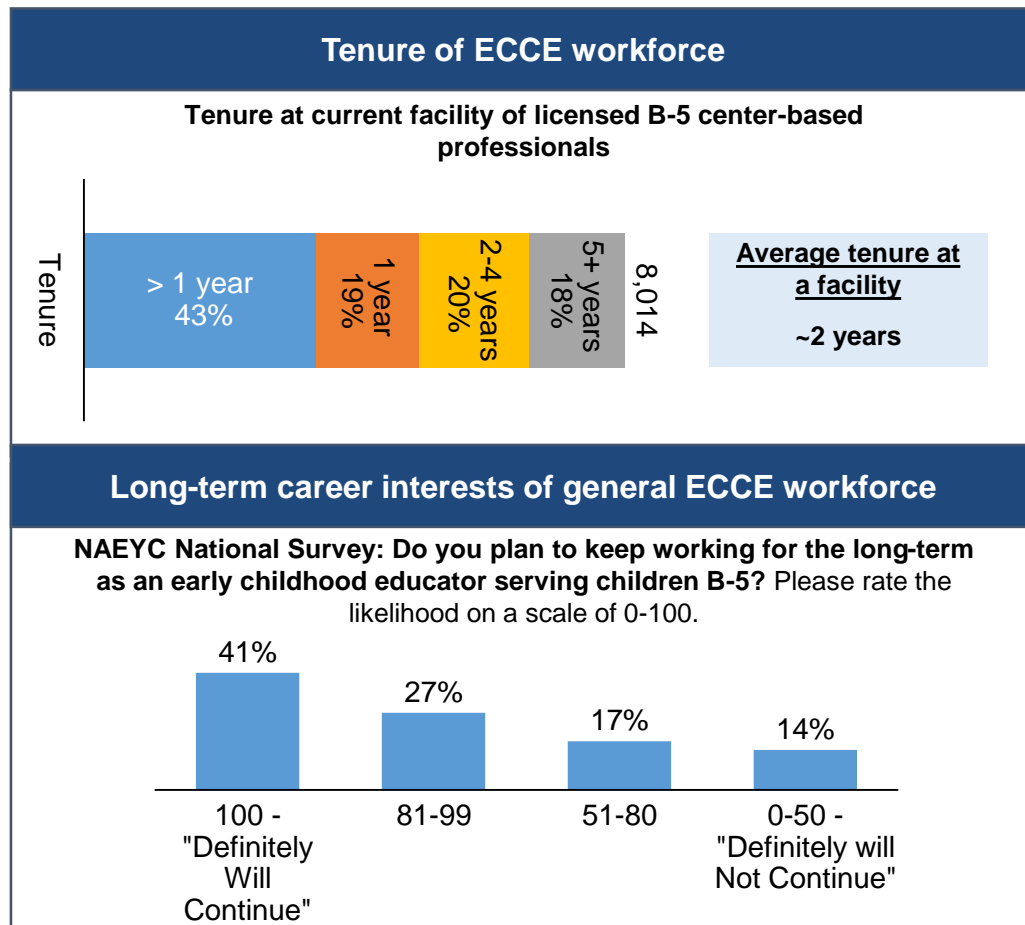 Tenure of ECCE workforce
Tenure at current facility of licensed B-5 center-based
professionals
Tenure
> 1 year
43%
1 year
19%
2-4 years
20%
5+ years
18%
8,014
Average tenure at
a facility
~2 years
Long-term career interests of general ECCE workforce
NAEYC National Survey: Do you plan to keep working for the long-term
as an early childhood educator serving children B-5? Please rate the
likelihood on a scale of 0-100.
41%
27%
17%
14%
100 -
"Definitely
Will
Continue"
81-99
51-80
0-50 -
"Definitely will
Not Continue"